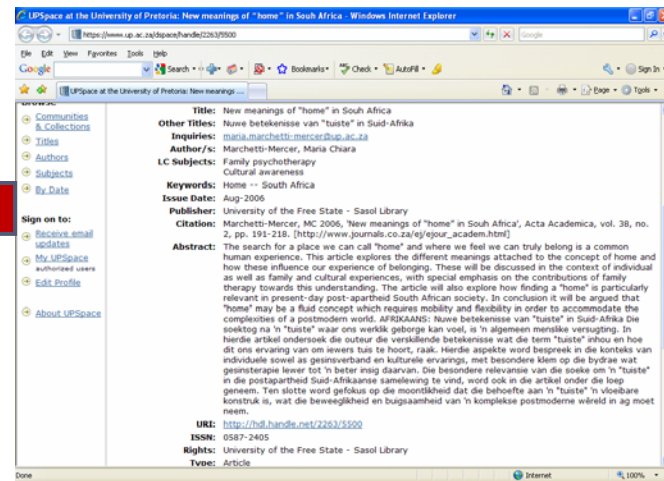 UPSpace at the University of Pretoria: New meanings of "home" in Souh Africa - Windows Internet Explorer
https://www.up.ac.za/dspace/handle/2263/5500
Google
File Edit View Favorites Tools Help
Google Search Bookmarks Check AutoFill Sign In
UPSpace at the University of Pretoria: New meanings .... Page Tools
Browse
Communities
& Collections
Titles
Authors
Subjects
By Date
Sign on to:
Receive email
updates
My UPSpace
authorized users
Edit Profile
About UPSpace
Title: New meanings of "home" in Souh Africa
Other Titles: Nuwe betekenisse van "tuiste" in Suid-Afrika
Inquiries: maria.marchetti-mercer@up.ac.za
Author/s: Marchetti-Mercer, Maria Chiara
LC Subjects: Family psychotherapy
Cultural awareness
Keywords: Home -- South Africa
Issue Date: Aug-2006
Publisher: University of the Free State - Sasol Library
Citation: Marchetti-Mercer, MC 2006, 'New meanings of "home" in Souh Africa', Acta Academica, vol. 38, no.
2, pp. 191-218. [http://www.journals.co.za/ej/ejour_academ.html]
Abstract: The search for a place we can call "home" and where we feel we can truly belong is a common
human experience. This article explores the different meanings attached to the concept of home and
how these influence our experience of belonging. These will be discussed in the context of individual
as well as family and cultural experiences, with special emphasis on the contributions of family
therapy towards this understanding. The article will also explore how finding a "home" is particularly
relevant in present-day post-apartheid South African society. In conclusion it will be argued that
"home" may be a fluid concept which requires mobility and flexibility in order to accommodate the
complexities of a postmodern world. AFRIKAANS: Nuwe betekenisse van "tuiste" in Suid-Afrika Die
soektog na 'n "tuiste" waar ons werklik geborge kan voel, is 'n algemeen menslike versugting. In
hierdie artikel ondersoek die outeur die verskillende betekenisse wat die term "tuiste" inhou en hoe
dit ons ervaring van om iewers tuis te hoort, raak. Hierdie aspekte word bespreek in die konteks van
individuele sowel as gesinsverband en kulturele ervarings, met besondere klem op die bydrae wat
gesinsterapie lewer tot 'n beter insig daarvan. Die besondere relevansie van die soeke om 'n "tuiste"
in die postapartheid Suid-Afrikaanse samelewing te vind, word ook in die artikel onder die loep
geneem. Ten slotte word gefokus op die moontlikheid dat die behoefte aan 'n "tuiste" 'n vloeibare
konstruk is, wat die beweeglikheid en buigsaamheid van 'n komplekse postmoderne wêreld in ag moet
neem.
URI: http://hdl.handle.net/2263/5500
ISSN: 0587-2405
Rights: University of the Free State - Sasol Library
Type: Article
Done Internet 100%